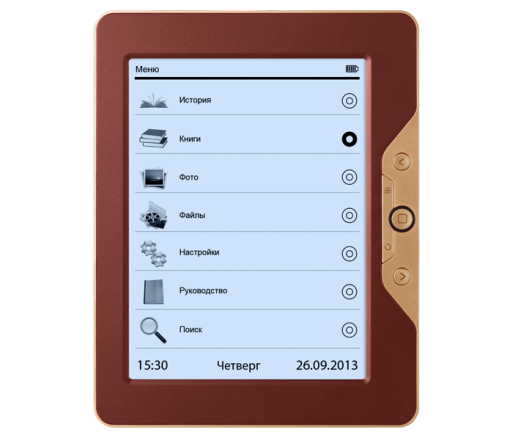 Меню
История
Книги
Фото
Файлы
Настройки
Руководство
Поиск
15:30 Четверг 26.09.2013